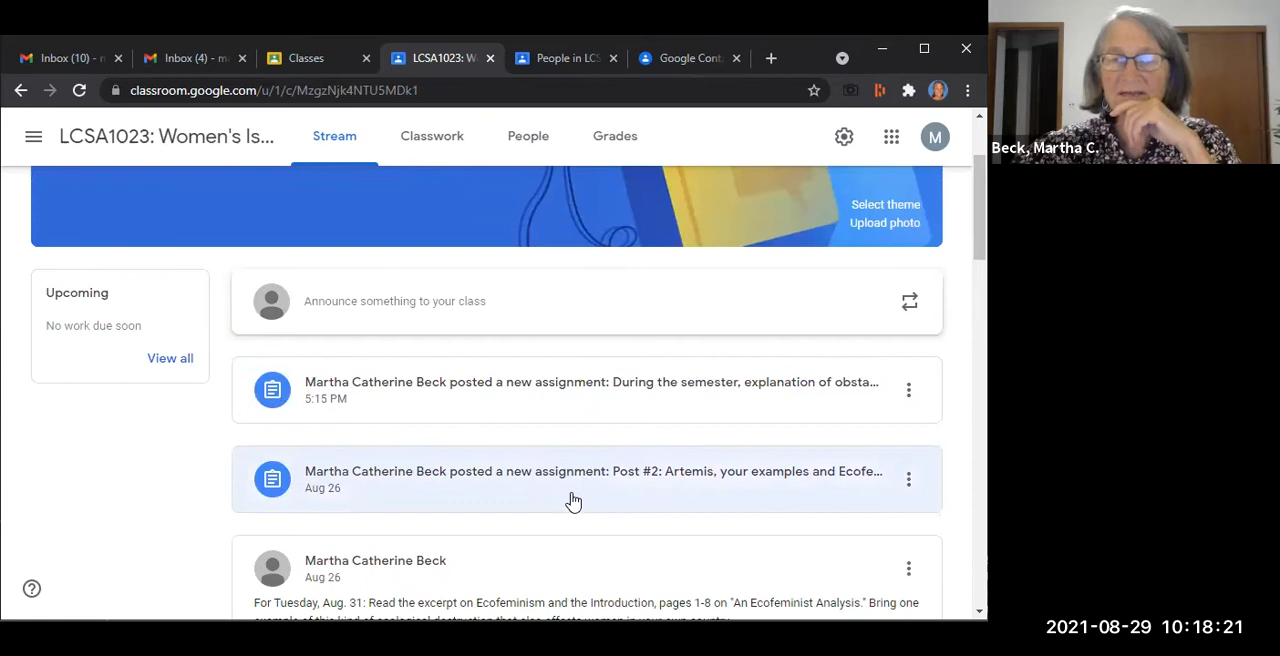 Inbox (10) - n
Inbox (4) - m
Classes
LCSA1023: W
People in LCS
Google Cont
classroom.google.com/u/1/c/MzgzNjk4NTU5MDk1
LCSA1023: Women's Is...
Stream
Classwork
People
Grades
M
Beck, Martha C.
Select theme
Upload photo
Upcoming
No work due soon
View all
Announce something to your class
Martha Catherine Beck posted a new assignment: During the semester, explanation of obsta...
5:15 PM
Martha Catherine Beck posted a new assignment: Post #2: Artemis, your examples and Ecofe...
Aug 26
Martha Catherine Beck
Aug 26
For Tuesday, Aug. 31: Read the excerpt on Ecofeminism and the Introduction, pages 1-8 on "An Ecofeminist Analysis." Bring one
2021-08-29 10:18:21